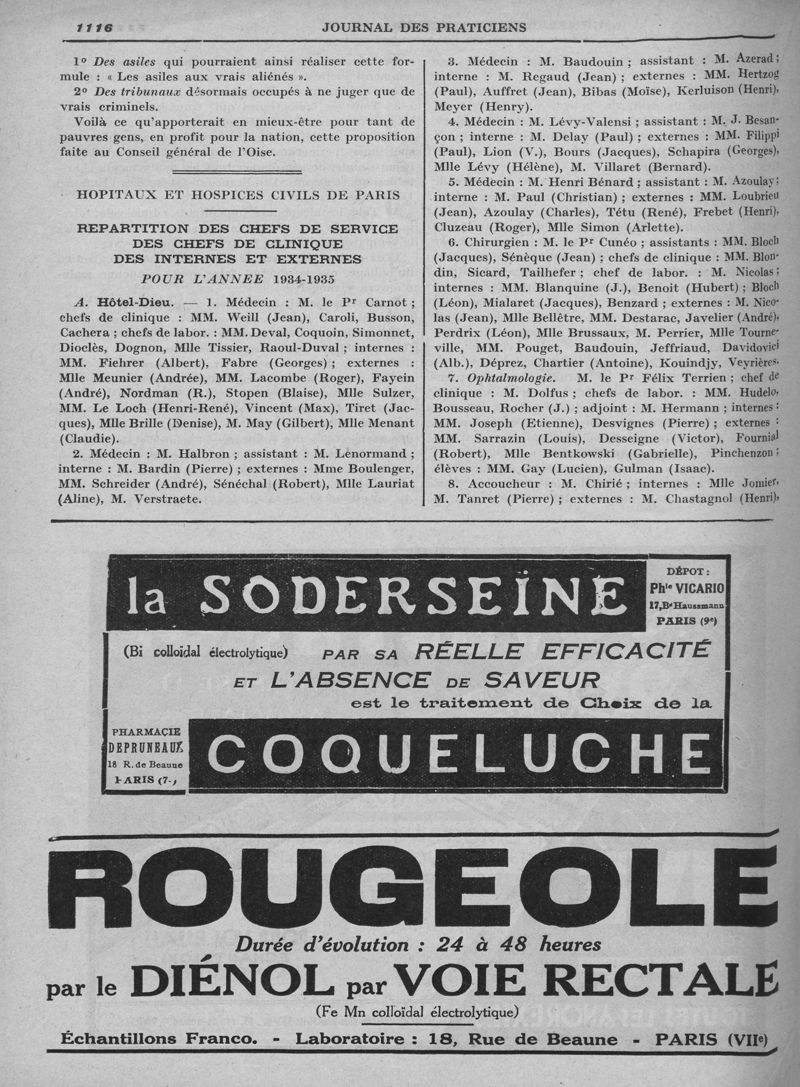 1116
JOURNAL DES PRATICIENS
1° Des asiles qui pourraient ainsi réaliser cette for-
mule : « Les asiles aux vrais aliénés ».
2° Des tribunaux désormais occupés à ne juger que de
vrais criminels.
Voilà ce qu'apporterait en mieux-être pour tant de
pauvres gens, en profit pour la nation, cette proposition
faite au Conseil général de l'Oise.
HOPITAUX ET HOSPICES CIVILS DE PARIS
REPARTITION DES CHEFS DE SERVICE
DES CHEFS DE CLINIQUE
DES INTERNES ET EXTERNES
POUR L'ANNEE 1934-1935
A. Hôtel-Dieu. — 1. Médecin : M. le Pr Carnot ;
chefs de clinique : MM. Weill (Jean), Caroli, Busson,
Cachera ; chefs de labor. : MM. Deval, Coquoin, Simonnet,
Dioclès, Dognon, Mlle Tissier, Raoul-Duval ; internes :
MM. Fiehrer (Albert), Fabre (Georges) ; externes :
Mlle Meunier (Andrée), MM. Lacombe (Roger), Fayein
(André), Nordman (R.), Stopen (Blaise), Mlle Sulzer,
MM. Le Loch (Henri-René), Vincent (Max), Tiret (Jac-
ques), Mlle Brille (Denise), M. May (Gilbert), Mlle Menant
(Claudie).
2. Médecin : M. Halbron ; assistant : M. Lenormand ;
interne : M. Bardin (Pierre) ; externes : Mme Boulenger,
MM. Schreider (André), Sénéchal (Robert), Mlle Lauriat
(Aline), M. Verstraete.
3. Médecin : M. Baudouin ; assistant : M. Azerad ;
interne : M. Regaud (Jean) ; externes : MM. Hertzog
(Paul), Auffret (Jean), Bibas (Moïse), Kerluison (Henri),
Meyer (Henry).
4. Médecin : M. Lévy-Valensi ; assistant : M. J. Besan-
çon ; interne : M. Delay (Paul) ; externes : MM. Filippi
(Paul), Lion (V.), Bours (Jacques), Schapira (Georges),
Mlle Lévy (Hélène), M. Villaret (Bernard).
5. Médecin : M. Henri Bénard ; assistant : M. Azoulay ;
interne : M. Paul (Christian) ; externes : MM. Loubrieu
(Jean), Azoulay (Charles), Têtu (René), Frebet (Henri),
Cluzeau (Roger), Mlle Simon (Arlette).
6. Chirurgien : M. le Pr Cunéo ; assistants : MM. Bloch
(Jacques), Sénèque (Jean) ; chefs de clinique : MM. Blon-
din, Sicard, Tailhefer ; chef de labor. : M. Nicolas ;
internes : MM. Blanquine (J.), Benoit (Hubert) ; Bloch
(Léon), Mialaret (Jacques), Benzard ; externes : M. Nico-
las (Jean), Mlle Bellêtre, MM. Destarac, Javelier (André),
Perdrix (Léon), Mlle Brussaux, M. Perrier, Mlle Tourne-
ville, MM. Pouget, Baudouin, Jeffriaud, Davidovici
(Alb.), Déprez, Chartier (Antoine), Kouindjy, Veyrières.
7. Ophtalmologie. M. le Pr Félix Terrien ; chef de
clinique : M. Dolfus ; chefs de labor. : MM. Hudelo,
Bousseau, Rocher (J.) ; adjoint : M. Hermann ; internes :
MM. Joseph (Etienne), Desvignes (Pierre) ; externes :
MM. Sarrazin (Louis), Desseigne (Victor), Fournial
(Robert), Mlle Bentkowski (Gabrielle), Pinchenzon ;
élèves : MM. Gay (Lucien), Gulman (Isaac).
8. Accoucheur : M. Chirié ; internes : Mlle Jomier,
M. Tanret (Pierre) ; externes : M. Chastagnol (Henri),
la SODERSEÏNE
DÉPOT :
Phie VICARIO
17, Bd Haussmann
PARIS (9e)
(Bi colloïdal électrolytique) PAR SA RÉELLE EFFICACITÉ
ET L'ABSENCE DE SAVEUR
est le traitement de Choix de la
PHARMACIE
DEPRUNEAUX
18 R. de Beaune
PARIS (7-)
COQUELUCHE
ROUGEOLE
Durée d'évolution : 24 à 48 heures
par le DIÉNOL par VOIE RECTALE
(Fe Mn colloïdal électrolytique)
Échantillons Franco. - Laboratoire : 18, Rue de Beaune - PARIS (VIIe)